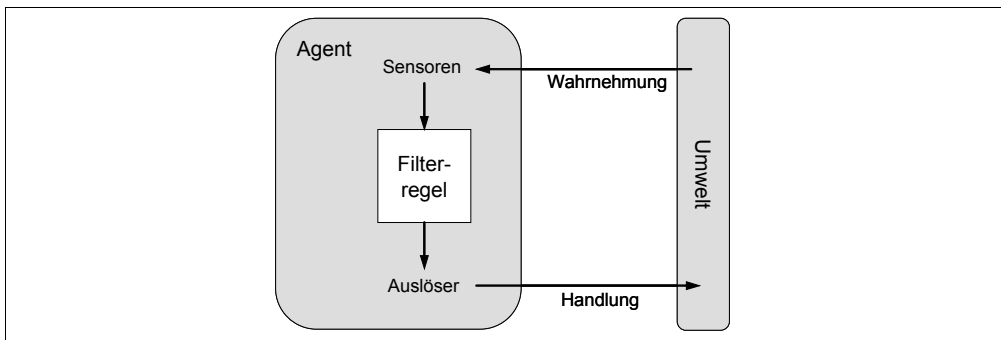 Agent
Sensoren
Wahrnehmung
Filter-
regel
Umwelt
Auslöser
Handlung